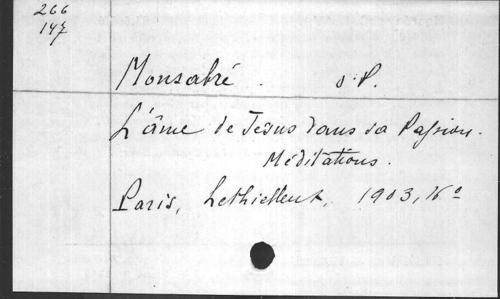 266
147
Monsabré. o. P.
L'âme de Jésus dans sa Passion.
Méditations.
Paris, Lethielleux, 1903, 16°